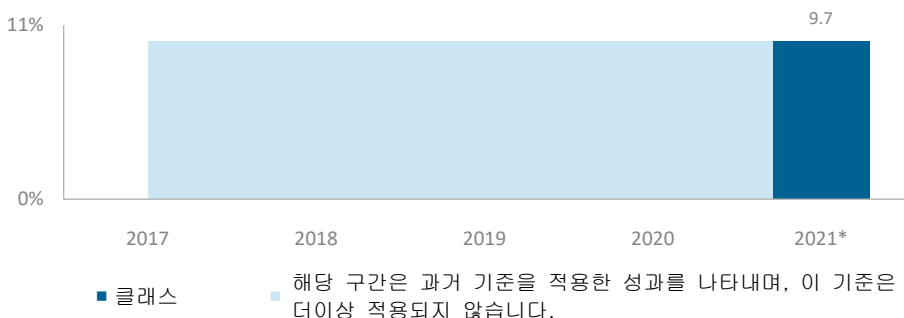 11%
9.7
0%
2017 2018 2019 2020 2021*
클래스
해당 구간은 과거 기준을 적용한 성과를 나타내며, 이 기준은
더이상 적용되지 않습니다.